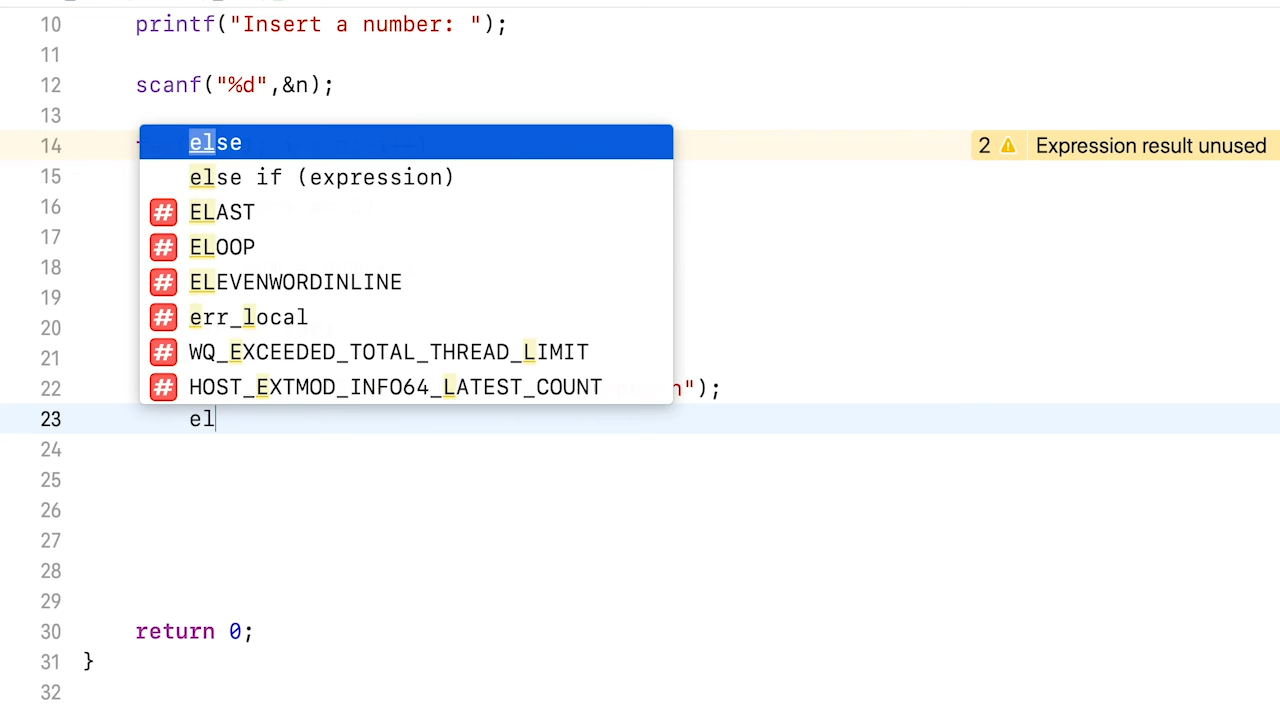 10 printf("Insert a number: ");
11
12 scanf("%d",&n);
13
14 2 Expression result unused
15
16
17
18
19
20
21
22 n");
23 el
24
25
26
27
28
29
30 return 0;
31 }
32
else
else if (expression)
# ELAST
# ELOOP
# ELEVENWORDINLINE
# err_local
# WQ_EXCEEDED_TOTAL_THREAD_LIMIT
# HOST_EXTMOD_INFO64_LATEST_COUNT